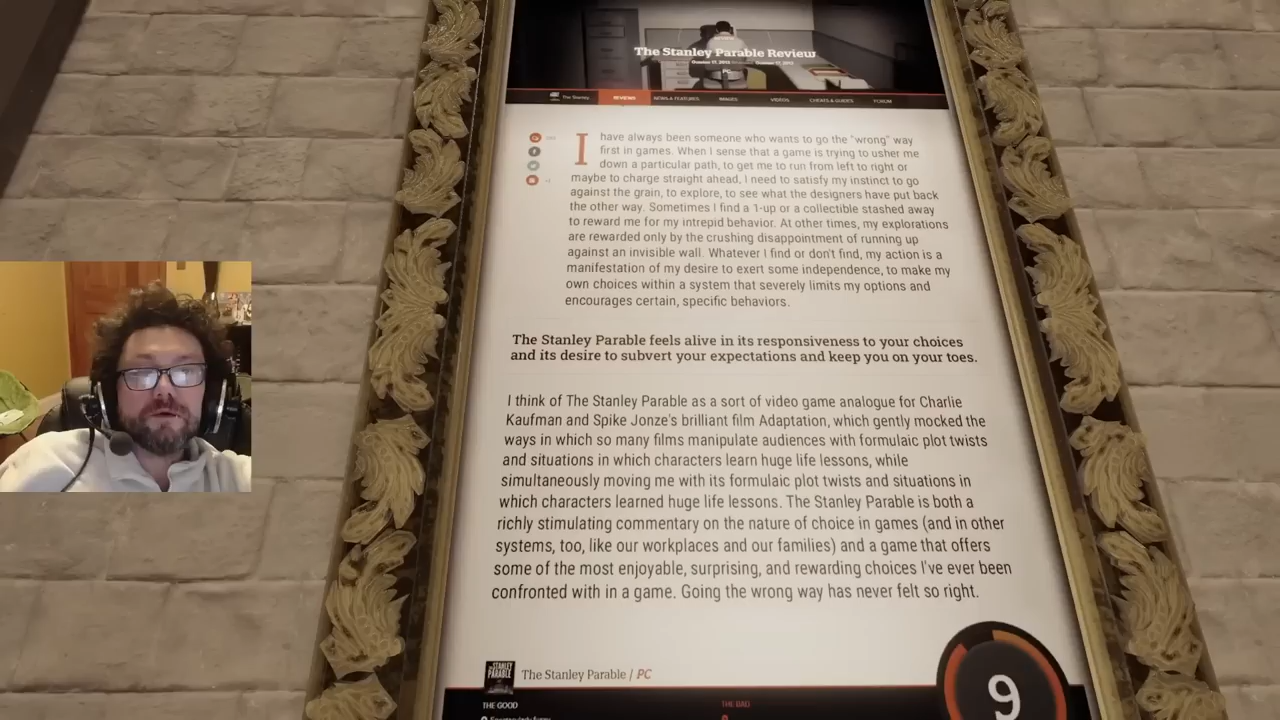 The Stanley Parable Review
The Stanley
REVIEWS
NEWS & FEATURES
IMAGES
VIDEOS
CHEATS & GUIDES
FORUM
I have always been someone who wants to go the "wrong" way
first in games. When I sense that a game is trying to usher me
down a particular path, to get me to run from left to right or
maybe to charge straight ahead, I need to satisfy my instinct to go
against the grain, to explore, to see what the designers have put back
the other way. Sometimes I find a 1-up or a collectible stashed away
to reward me for my intrepid behavior. At other times, my explorations
are rewarded only by the crushing disappointment of running up
against an invisible wall. Whatever I find or don't find, my action is a
manifestation of my desire to exert some independence, to make my
own choices within a system that severely limits my options and
encourages certain, specific behaviors.
The Stanley Parable feels alive in its responsiveness to your choices
and its desire to subvert your expectations and keep you on your toes.
I think of The Stanley Parable as a sort of video game analogue for Charlie
Kaufman and Spike Jonze's brilliant film Adaptation, which gently mocked the
ways in which so many films manipulate audiences with formulaic plot twists
and situations in which characters learn huge life lessons, while
simultaneously moving me with its formulaic plot twists and situations in
which characters learned huge life lessons. The Stanley Parable is both a
richly stimulating commentary on the nature of choice in games (and in other
systems, too, like our workplaces and our families) and a game that offers
some of the most enjoyable, surprising, and rewarding choices I've ever been
confronted with in a game. Going the wrong way has never felt so right.
THE STANLEY PARABLE
The Stanley Parable / PC
9
THE GOOD
THE BAD